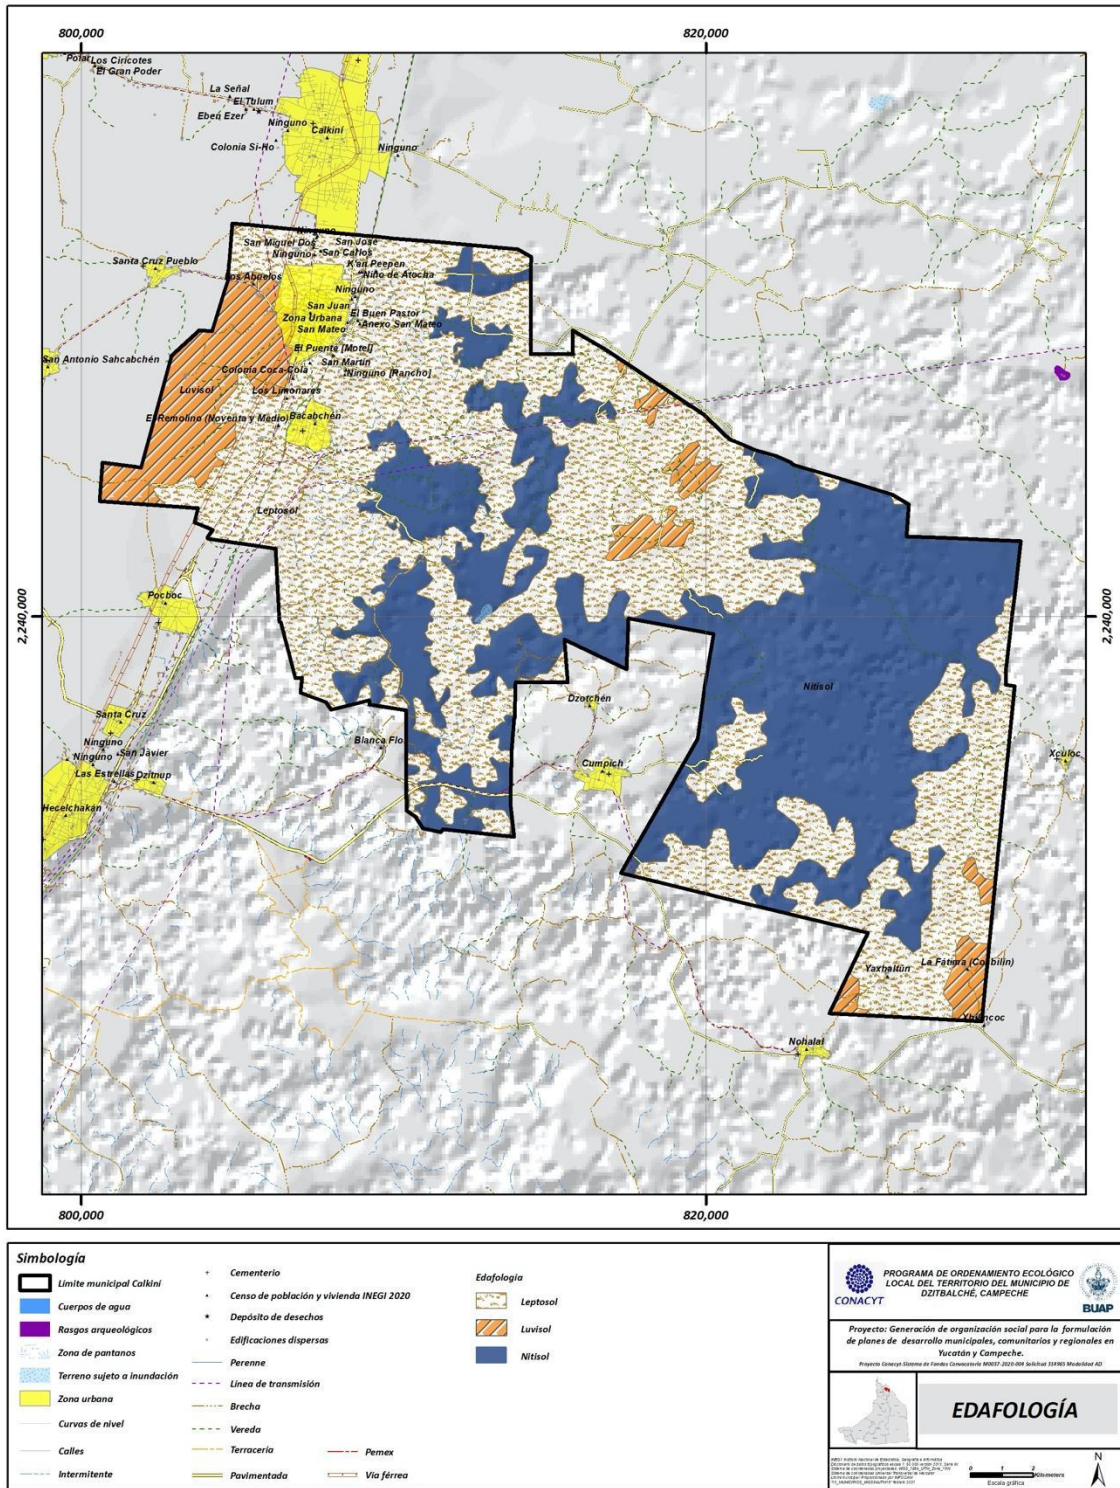 800,000
820,000
Los Ciricotes
El Gran Poder
La Señal
El Tulum
Eben Ezer
Ninguno
Calkiní
Colonia Si-Ho
Ninguno
Ninguno
San Miguel Dos
San José
Ninguno
San Carlos
Santa Cruz Pueblo
K'an Peepen
Los Abuelos
Niño de Atocha
Ninguno
San Juan
El Buen Pastor
Zona Urbana
Anexo San Mateo
San Mateo
El Puente [Motel]
San Antonio Sahcabchén
San Martín
Colonia Coca-Cola
Ninguno [Rancho]
Luvisol
Los Limonares
El Remolino (Noventa y Medio)
Bacabchén
Leptosol
Pocboc
2,240,000
2,240,000
Nitisol
Dzotchén
Santa Cruz
Ninguno
Blanca Flo
San Javier
Ninguno
Xculoc
Cumpich
Las Estrellas
Dzitnup
Hecelchakán
La Fátima (Cobilin)
Yaxhaltún
Nohalal
800,000
820,000
Simbología
Limite municipal Calkiní
Cuerpos de agua
Rasgos arqueológicos
Zona de pantanos
Terreno sujeto a inundación
Zona urbana
Curvas de nivel
Calles
Intermitente
Cementerio
Censo de población y vivienda INEGI 2020
Depósito de desechos
Edificaciones dispersas
Perenne
Línea de transmisión
Brecha
Vereda
Terracería
Pavimentada
Pemex
Vía férrea
Edafología
Leptosol
Luvisol
Nitisol
CONACYT
PROGRAMA DE ORDENAMIENTO ECOLÓGICO
LOCAL DEL TERRITORIO DEL MUNICIPIO DE
DZITBALCHÉ, CAMPECHE
BUAP
Proyecto: Generación de organización social para la formulación
de planes de desarrollo municipales, comunitarios y regionales en
Yucatán y Campeche.
EDAFOLOGÍA
0 1 2
Kilometers
Escala gráfica
N